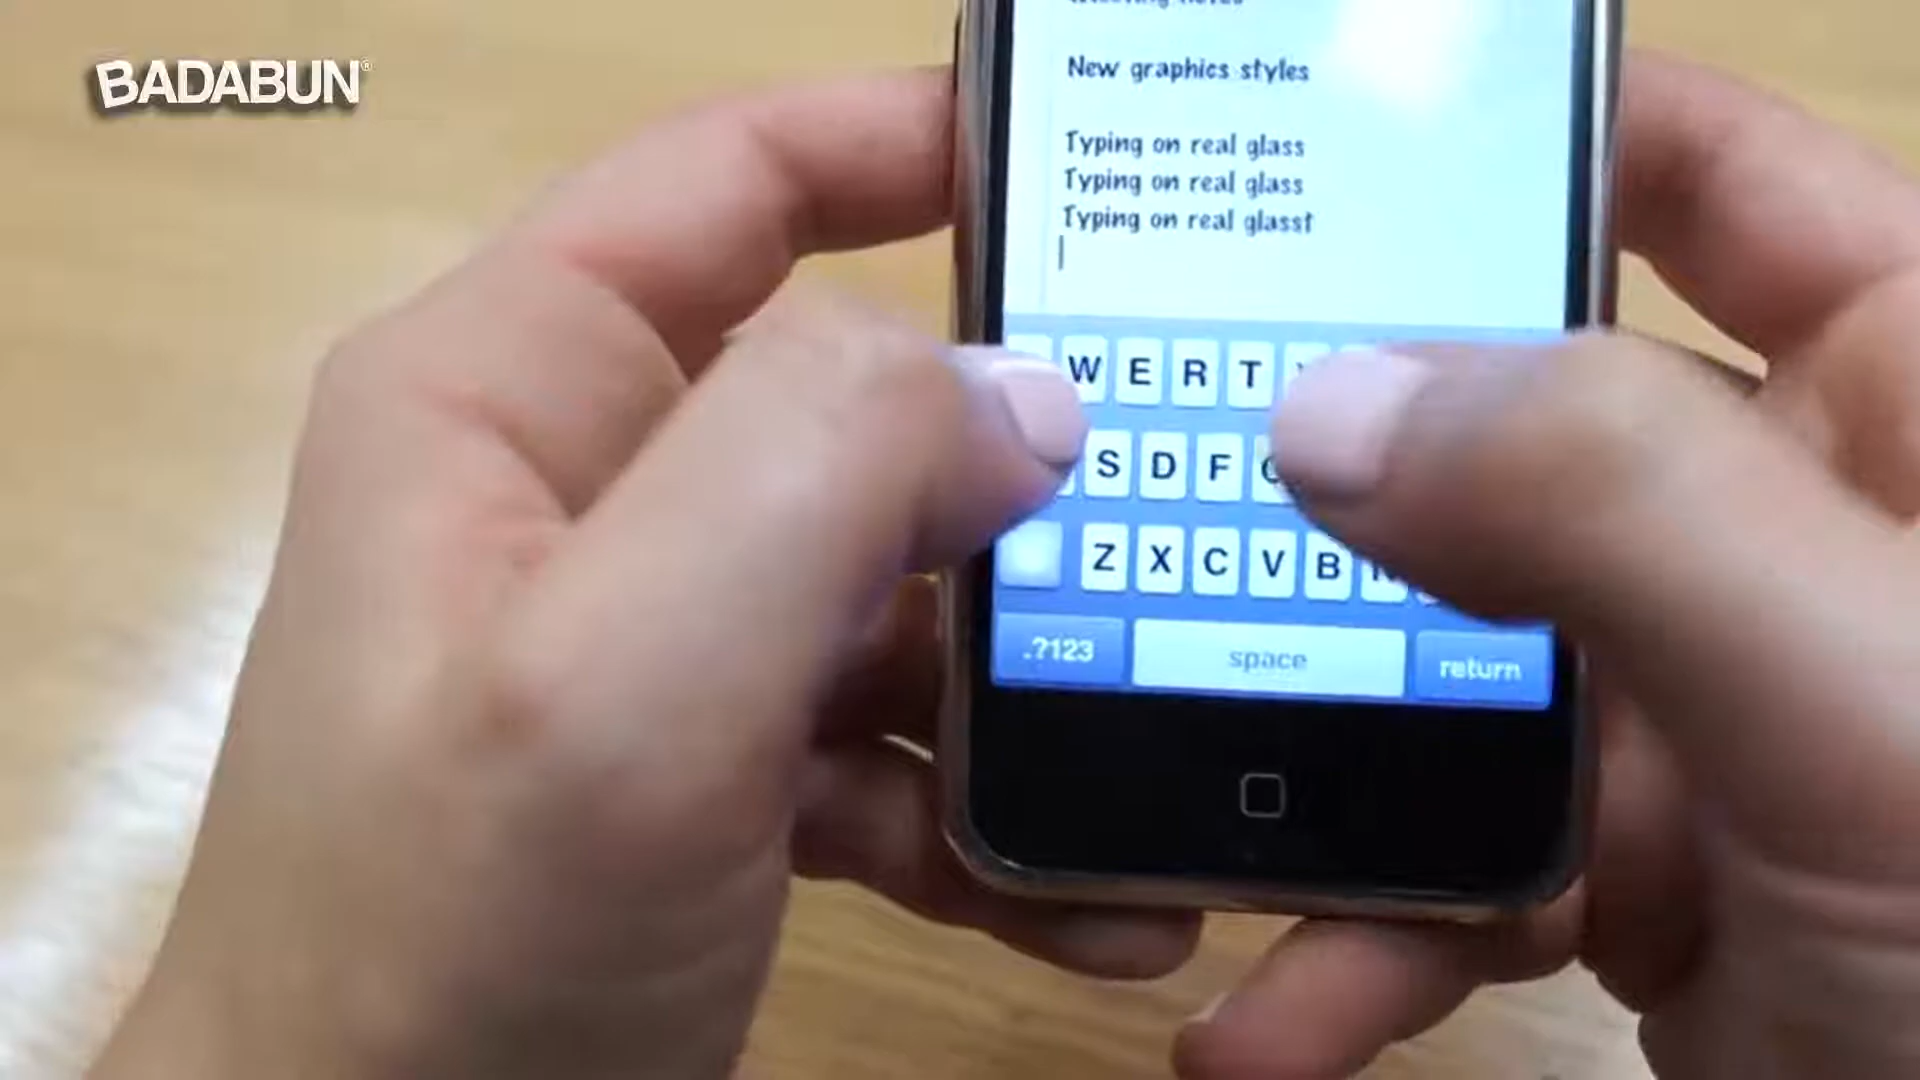 BADABUN®
New graphics styles
Typing on real glass
Typing on real glass
Typing on real glasst
W E R T
S D F
Z X C V B N
.?123 space return